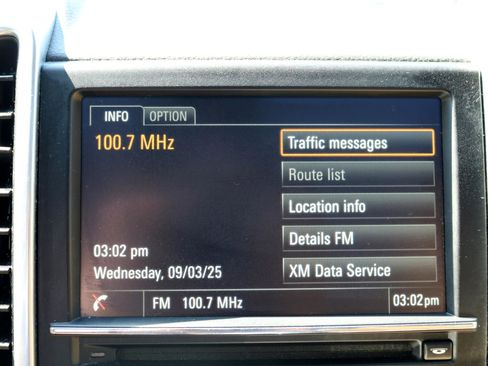 INFO OPTION
100.7 MHz
Traffic messages
Route list
Location info
Details FM
XM Data Service
03:02 pm
Wednesday, 09/03/25
FM 100.7 MHz 03:02pm